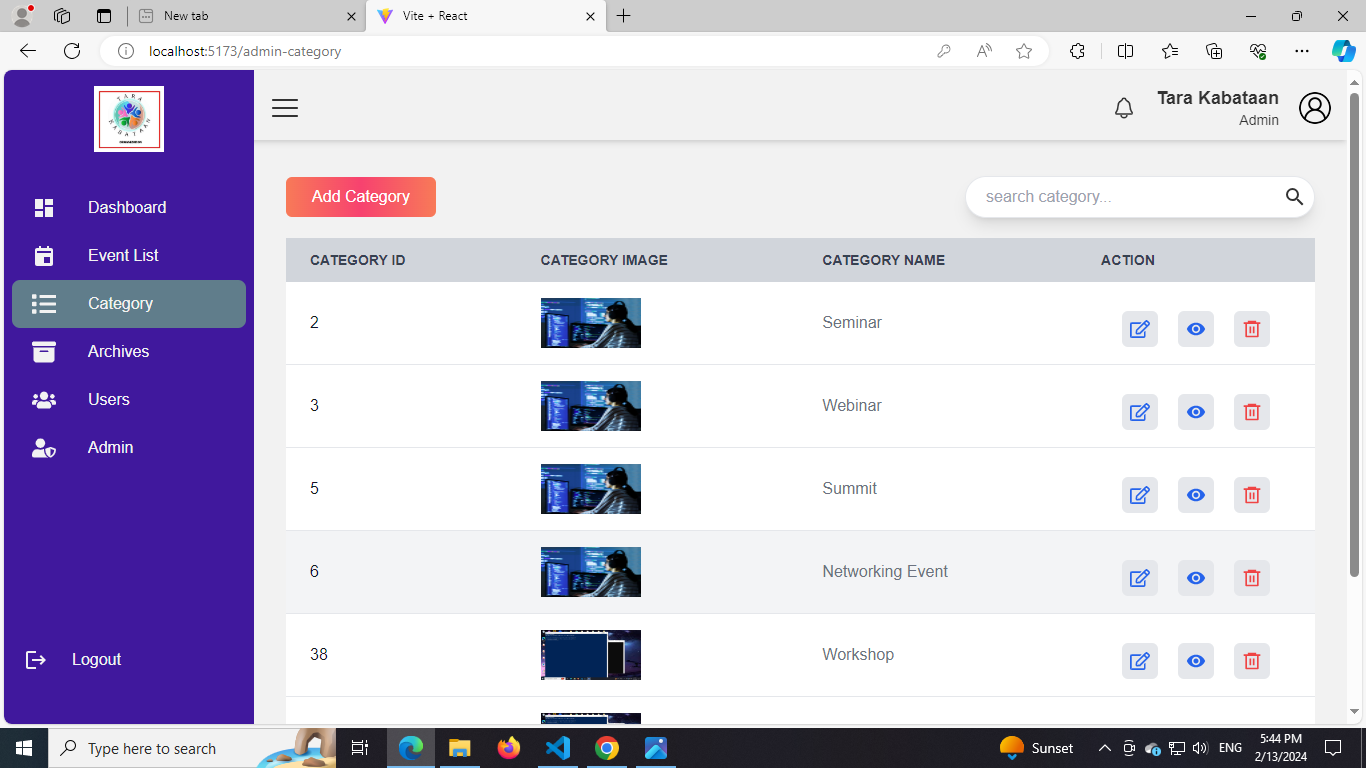 New tab
Vite + React
localhost:5173/admin-category
TARA
KABATAAN
Tara Kabataan
Admin
Dashboard
Event List
Category
Archives
Users
Admin
Logout
Add Category
search category...
CATEGORY ID CATEGORY IMAGE CATEGORY NAME ACTION
2 Seminar
3 Webinar
5 Summit
6 Networking Event
38 Workshop
Type here to search
Sunset
ENG
5:44 PM
2/13/2024